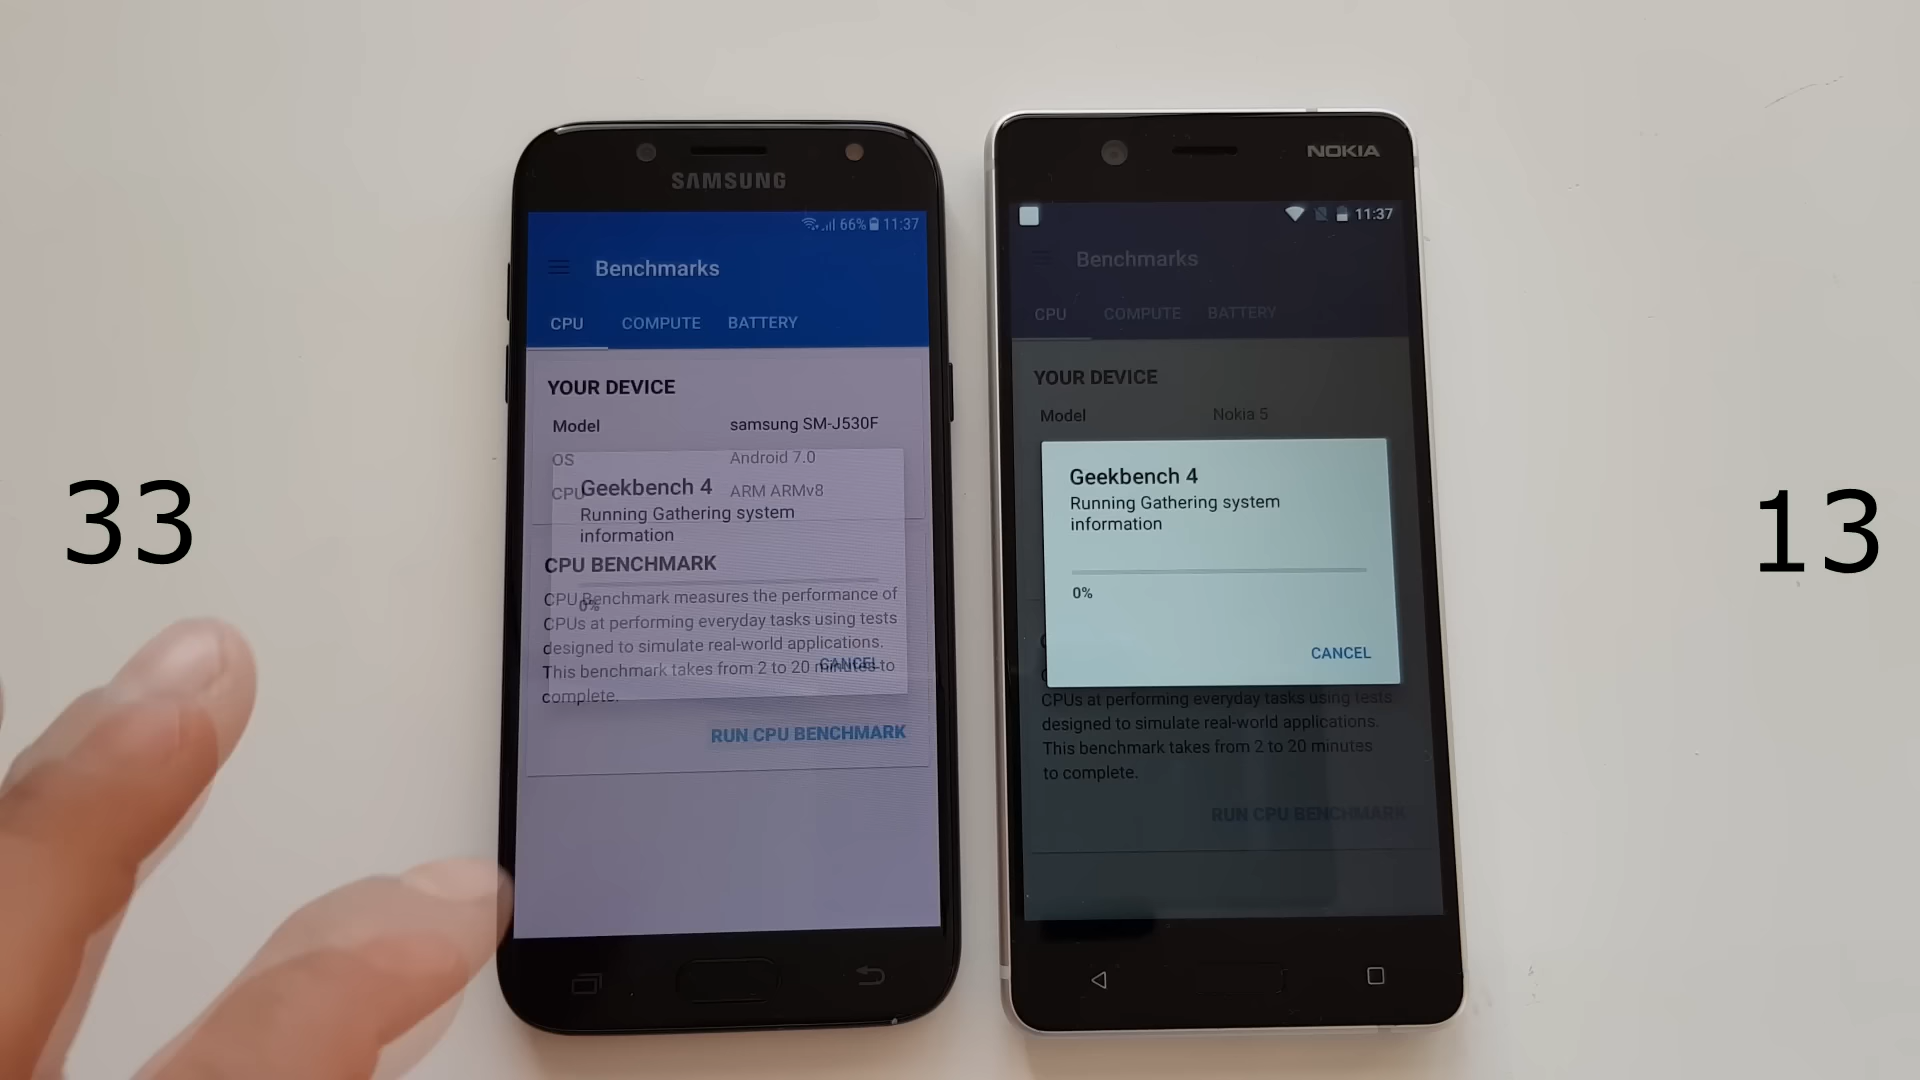 33
SAMSUNG
66% 11:37
Benchmarks
CPU COMPUTE BATTERY
YOUR DEVICE
Model samsung SM-J530F
OS Android 7.0
CPU ARM ARMv8
Geekbench 4
Running Gathering system
information
CPU BENCHMARK
0%
CPU Benchmark measures the performance of
CPUs at performing everyday tasks using tests
designed to simulate real-world applications.
This benchmark takes from 2 to 20 minutes to
complete.
CANCEL
RUN CPU BENCHMARK
NOKIA
11:37
Benchmarks
CPU COMPUTE BATTERY
YOUR DEVICE
Model Nokia 5
Geekbench 4
Running Gathering system
information
0%
CANCEL
CPUs at performing everyday tasks using tests
designed to simulate real-world applications.
This benchmark takes from 2 to 20 minutes
to complete.
RUN CPU BENCHMARK
13